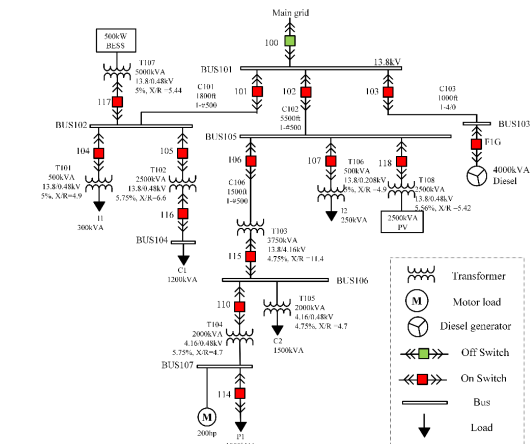 Main grid
100
500kW
BESS
T107
5000kVA
13.8/0.48kV
5%, X/R =5.44
117
BUS101
13.8kV
C101
1800ft
1-#500
101
102
103
C102
5500ft
1-#500
C103
1000ft
1-4/0
BUS102
BUS105
BUS103
F1G
4000kVA
Diesel
104
105
106
107
118
T101
500kVA
13.8/0.48kV
5%, X/R=4.9
T102
2500kVA
13.8/0.48kV
5.75%, X/R=6.6
C106
1500ft
1-#500
T106
500kVA
13.8/0.208kV
5%, X/R =4.9
T108
2500kVA
13.8/0.48kV
5.56%, X/R =5.42
2500kVA
PV
I1
300kVA
116
I2
250kVA
BUS104
C1
1200kVA
T103
3750kVA
13.8/4.16kV
4.75%, X/R =11.4
115
BUS106
110
T104
2000kVA
4.16/0.48kV
5.75%, X/R=4.7
T105
2000kVA
4.16/0.48kV
4.75%, X/R =4.7
C2
1500kVA
BUS107
114
M
200hp
P1
Transformer
M
Motor load
Diesel generator
Off Switch
On Switch
Bus
Load